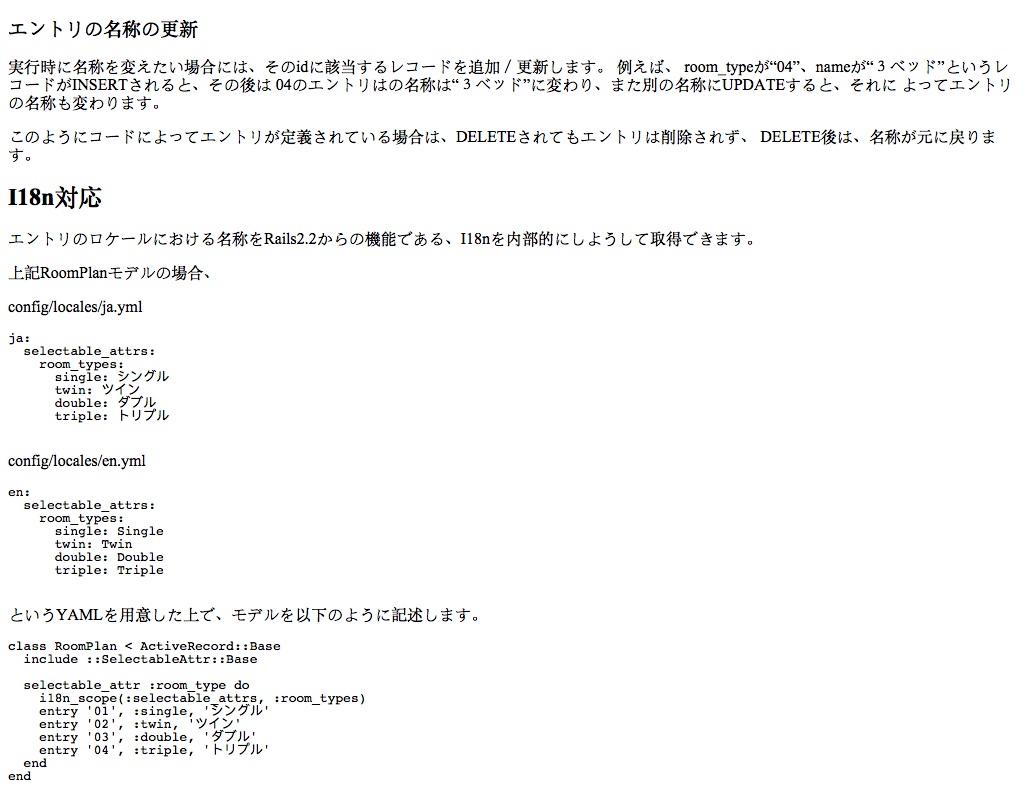 エントリの名称の更新
実行時に名称を変えたい場合には、そのidに該当するレコードを追加／更新します。 例えば、 room_typeが“04”、nameが“３ベッド”というレ
コードがINSERTされると、その後は 04のエントリはの名称は“３ベッド”に変わり、また別の名称にUPDATEすると、それに よってエントリ
の名称も変わります。
このようにコードによってエントリが定義されている場合は、DELETEされてもエントリは削除されず、 DELETE後は、名称が元に戻りま
す。
I18n対応
エントリのロケールにおける名称をRails2.2からの機能である、I18nを内部的にしようして取得できます。
上記RoomPlanモデルの場合、
config/locales/ja.yml
ja:
  selectable_attrs:
    room_types:
      single: シングル
      twin: ツイン
      double: ダブル
      triple: トリプル
config/locales/en.yml
en:
  selectable_attrs:
    room_types:
      single: Single
      twin: Twin
      double: Double
      triple: Triple
というYAMLを用意した上で、モデルを以下のように記述します。
class RoomPlan < ActiveRecord::Base
  include ::SelectableAttr::Base
  selectable_attr :room_type do
    i18n_scope(:selectable_attrs, :room_types)
    entry '01', :single, 'シングル'
    entry '02', :twin, 'ツイン'
    entry '03', :double, 'ダブル'
    entry '04', :triple, 'トリプル'
  end
end